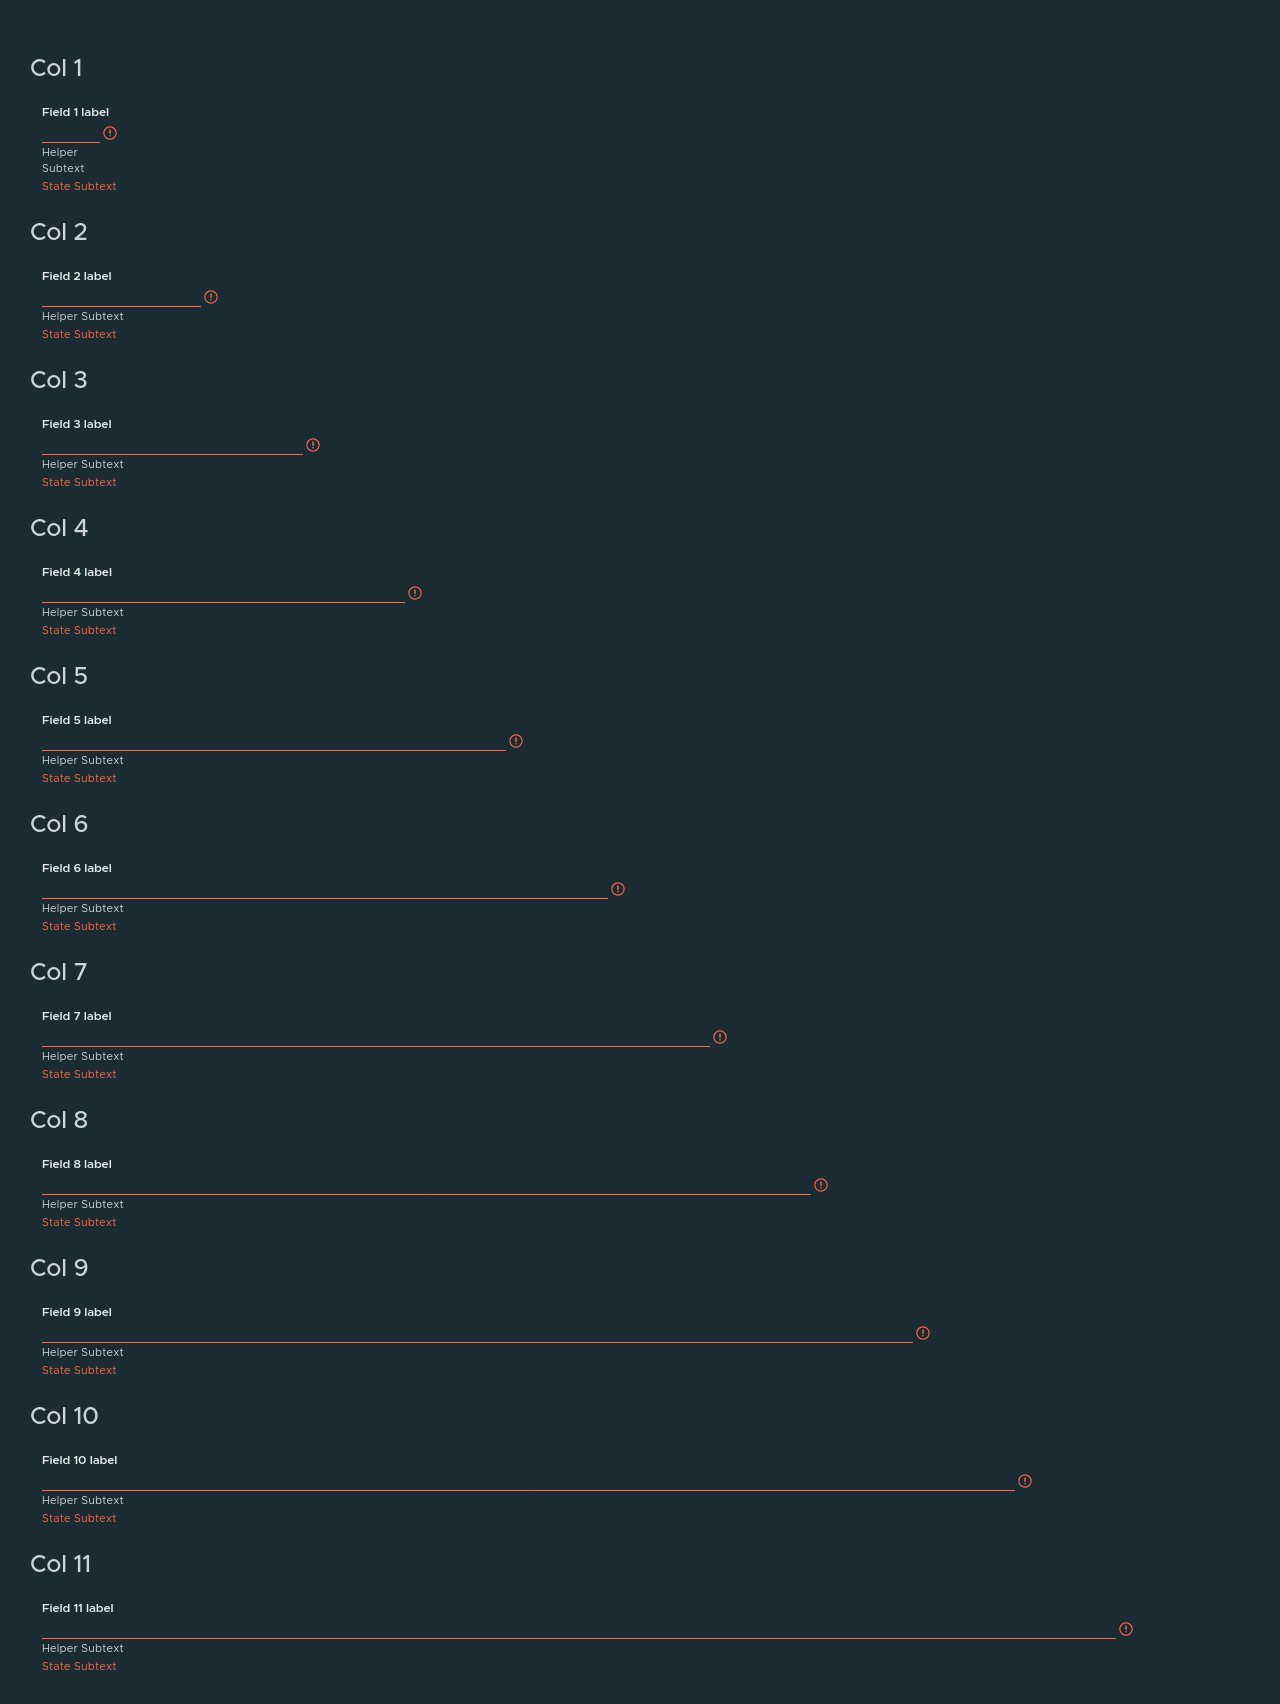 Col 1
Field 1 label
Helper
Subtext
State Subtext
Col 2
Field 2 label
Helper Subtext
State Subtext
Col 3
Field 3 label
Helper Subtext
State Subtext
Col 4
Field 4 label
Helper Subtext
State Subtext
Col 5
Field 5 label
Helper Subtext
State Subtext
Col 6
Field 6 label
Helper Subtext
State Subtext
Col 7
Field 7 label
Helper Subtext
State Subtext
Col 8
Field 8 label
Helper Subtext
State Subtext
Col 9
Field 9 label
Helper Subtext
State Subtext
Col 10
Field 10 label
Helper Subtext
State Subtext
Col 11
Field 11 label
Helper Subtext
State Subtext